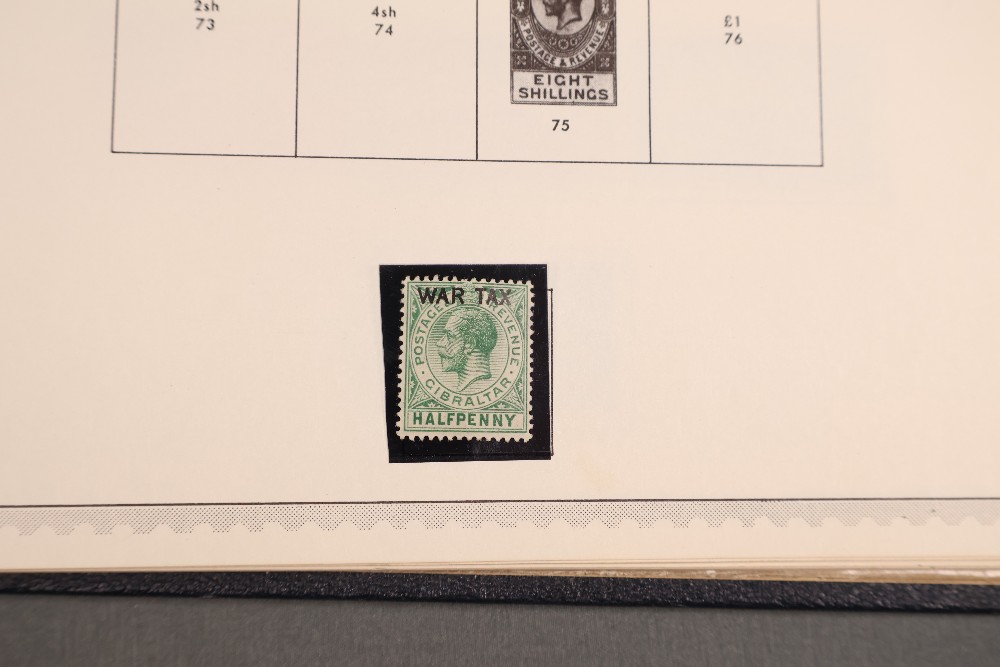 2sh
73
4sh
74
POSTAGE & REVENUE
EIGHT
SHILLINGS
75
£1
76
WAR TAX
POSTAGE REVENUE
GIBRALTAR
HALFPENNY